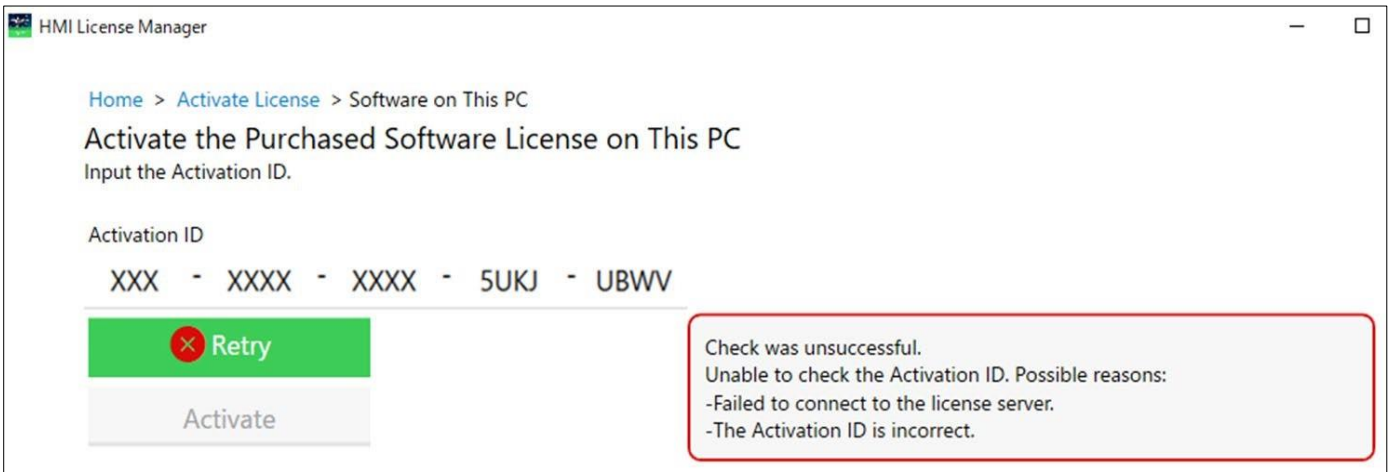 HMI License Manager
Home > Activate License > Software on This PC
Activate the Purchased Software License on This PC
Input the Activation ID.
Activation ID
XXX - XXXX - XXXX - 5UKJ - UBWV
Retry
Activate
Check was unsuccessful.
Unable to check the Activation ID. Possible reasons:
-Failed to connect to the license server.
-The Activation ID is incorrect.